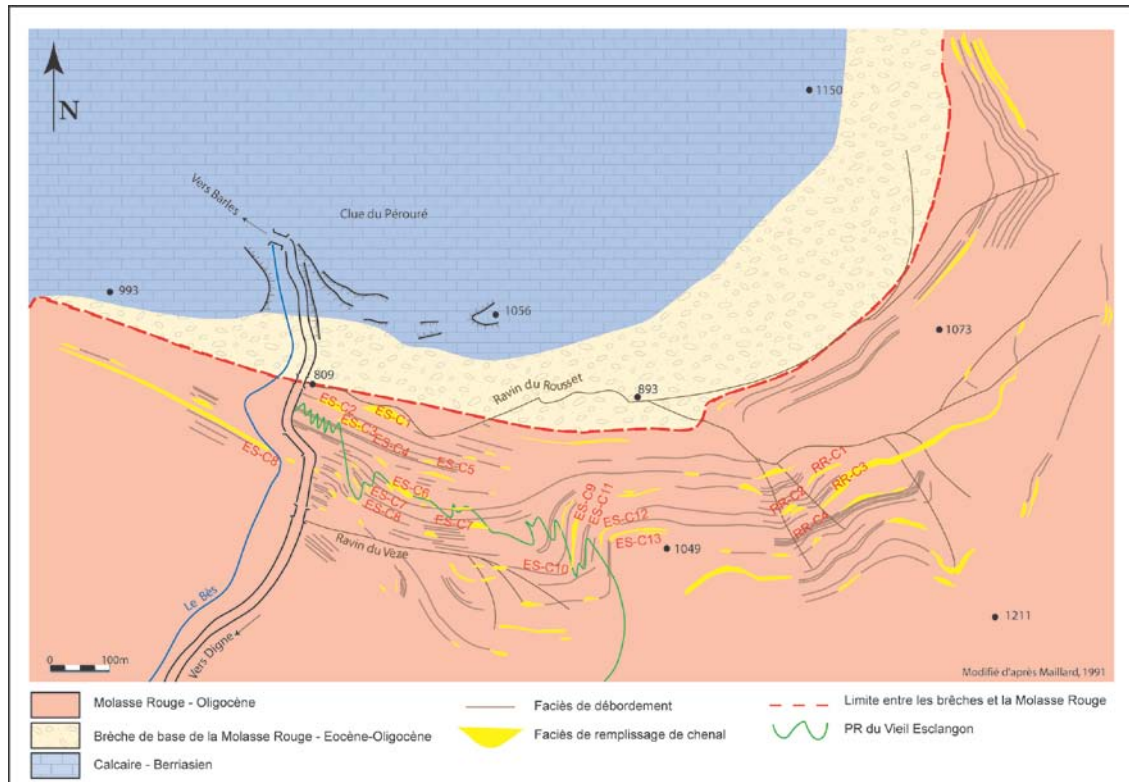 1150
N
Vers Barles
Clue du Pérouré
993
1056
1073
809
Ravin du Rousset
893
ES-C2
ES-C1
ES-C3
ES-C4
ES-C5
ES-C8
ES-C6
ES-C7
ES-C8
ES-C7
ES-C9
ES-C11
ES-C12
ES-C13
ES-C10
RR-C1
RR-C3
RR-C2
RR-C4
1049
Ravin du Vèze
Le Bès
1211
Vers Digne
0 100m
Modifié d'après Maillard, 1991
Molasse Rouge - Oligocène
Faciès de débordement
Limite entre les brèches et la Molasse Rouge
Brèche de base de la Molasse Rouge - Eocène-Oligocène
Faciès de remplissage de chenal
PR du Vieil Esclangon
Calcaire - Berriasien